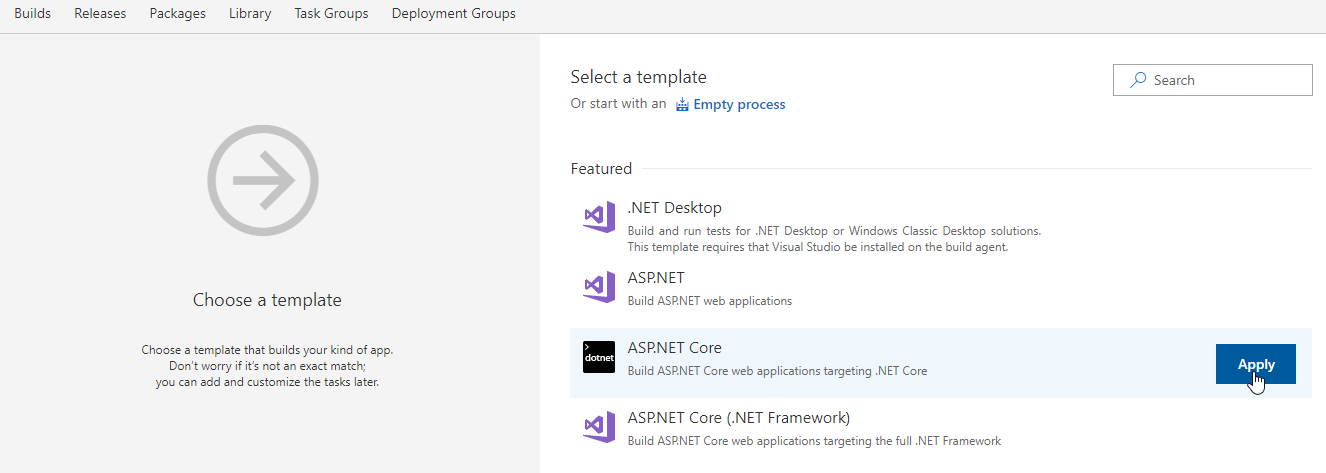 Builds Releases Packages Library Task Groups Deployment Groups
Choose a template
Choose a template that builds your kind of app.
Don't worry if it's not an exact match;
you can add and customize the tasks later.
Select a template
Search
Or start with an Empty process
Featured
.NET Desktop
Build and run tests for .NET Desktop or Windows Classic Desktop solutions.
This template requires that Visual Studio be installed on the build agent.
ASP.NET
Build ASP.NET web applications
>
dotnet
ASP.NET Core
Build ASP.NET Core web applications targeting .NET Core
Apply
ASP.NET Core (.NET Framework)
Build ASP.NET Core web applications targeting the full .NET Framework